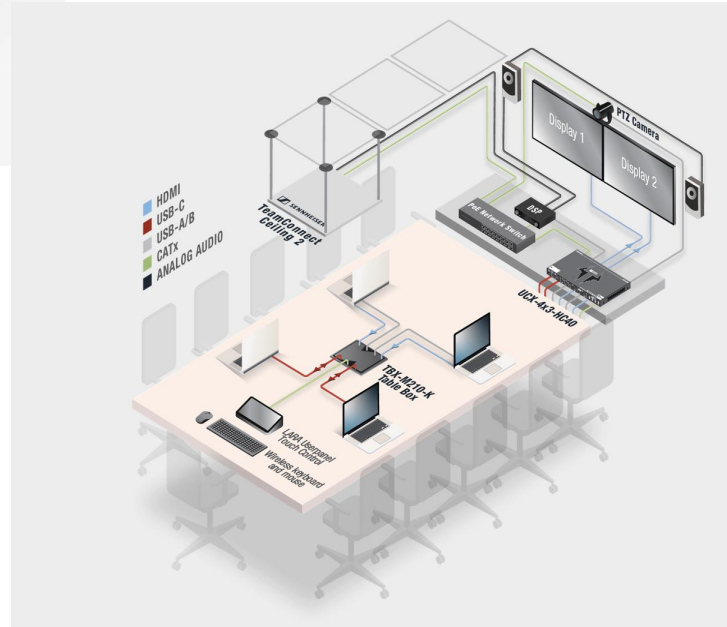 HDMI
USB-C
USB-A/B
CATx
ANALOG AUDIO
SENNHEISER
TeamConnect
Ceiling 2
Display 1
Display 2
PTZ Camera
DSP
PoE Network Switch
UCX-4x3-HC40
TBX-M210-K
Table Box
LARA Userpanel
Touch Control
Wireless keyboard
and mouse